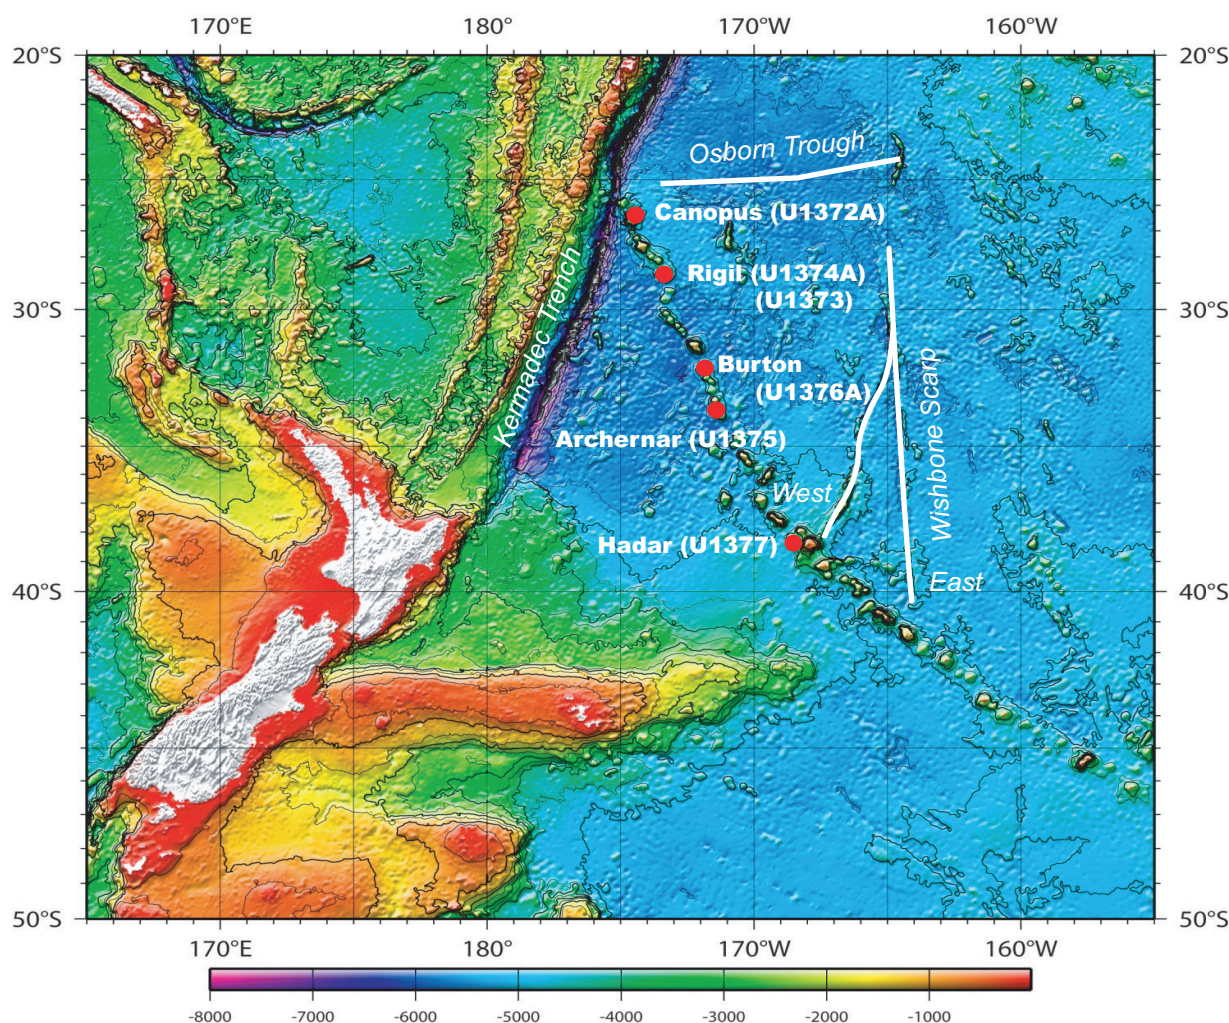 170°E 180° 170°W 160°W
20°S 20°S
Osborn Trough
Canopus (U1372A)
Rigil (U1374A)
(U1373)
30°S 30°S
Kermadec Trench
Burton
(U1376A)
Wishbone Scarp
Archernar (U1375)
West
Hadar (U1377)
East
40°S 40°S
50°S 50°S
170°E 180° 170°W 160°W
-8000 -7000 -6000 -5000 -4000 -3000 -2000 -1000